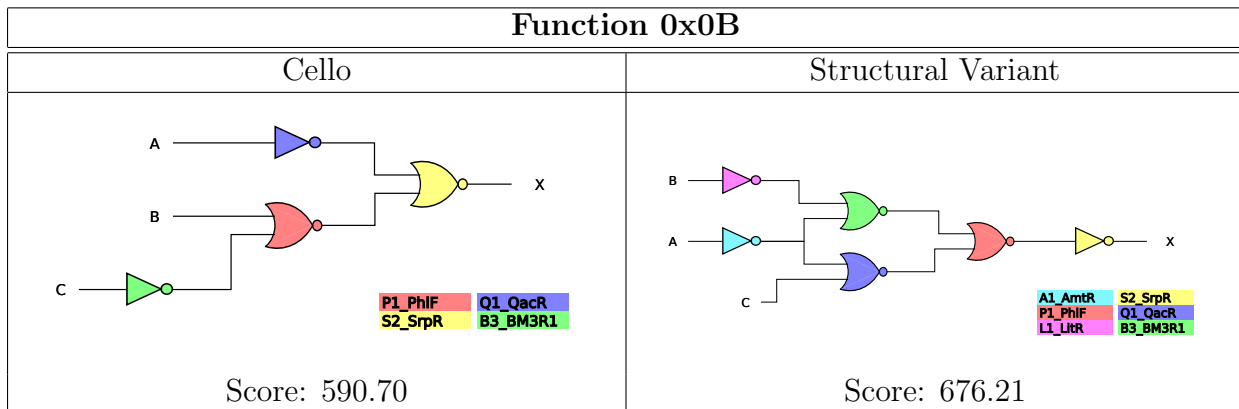 Function 0x0B
Cello
Structural Variant
A
B
C
X
P1_PhlF Q1_QacR
S2_SrpR B3_BM3R1
B
A
C
X
A1_AmtR S2_SrpR
P1_PhlF Q1_QacR
L1_LitR B3_BM3R1
Score: 590.70
Score: 676.21